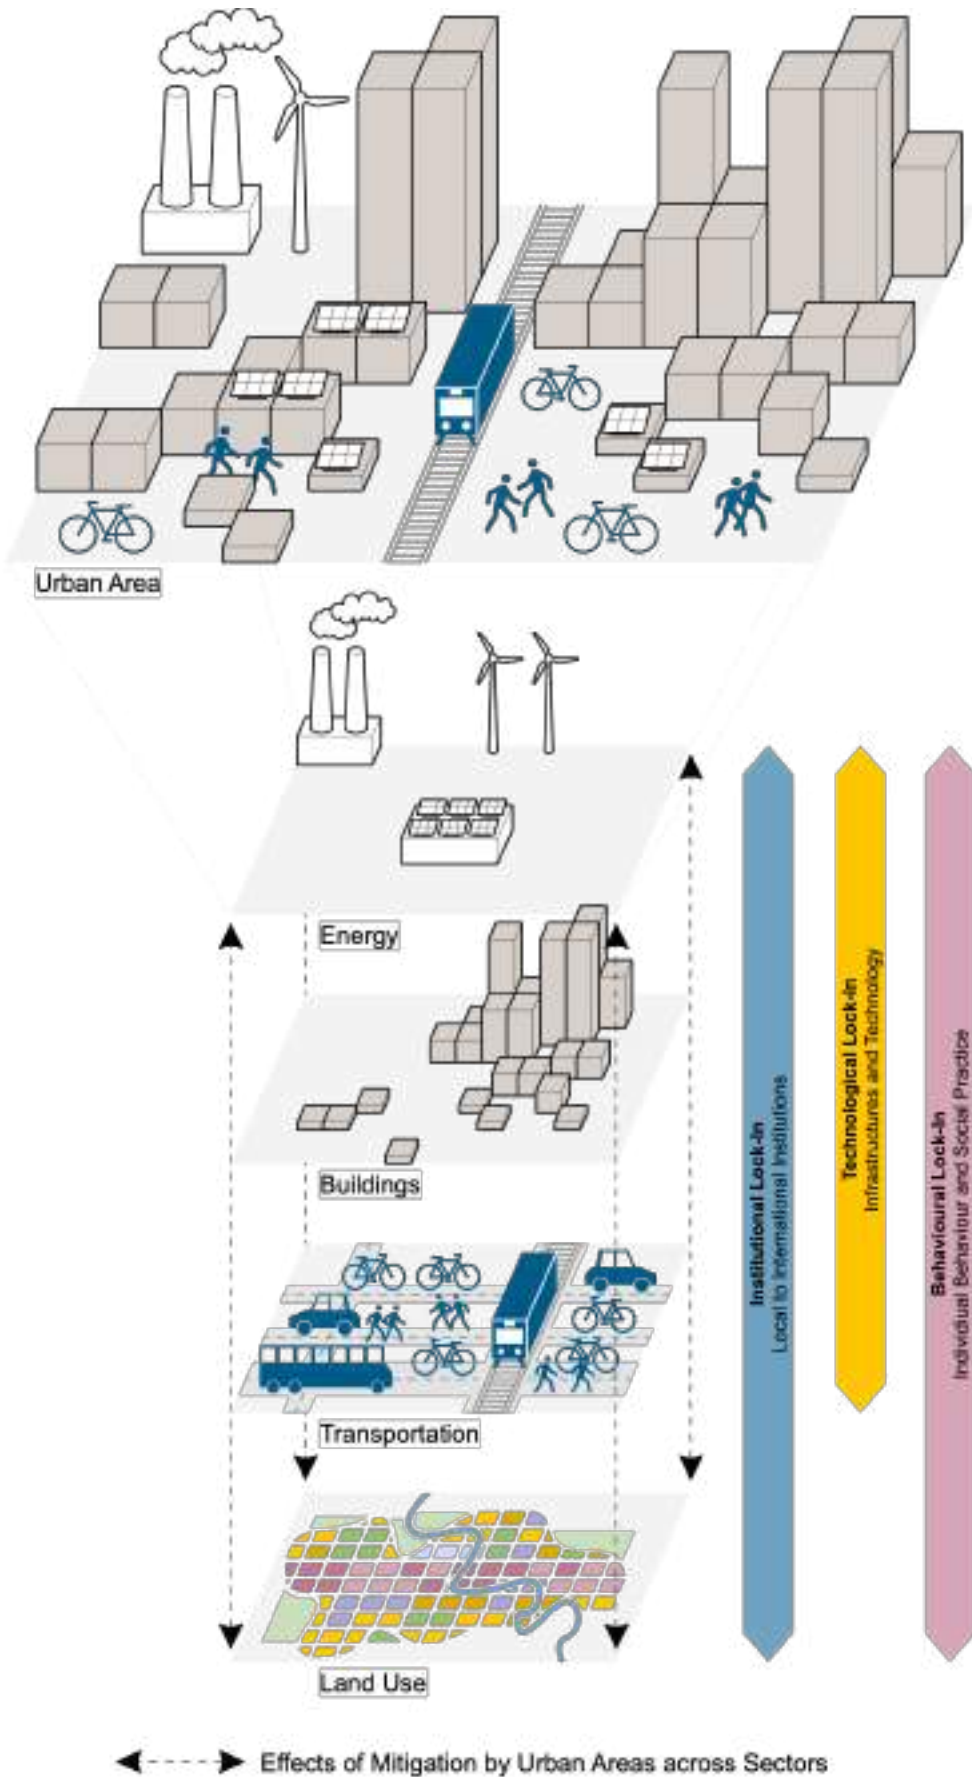 Urban Area
Energy
Buildings
Transportation
Land Use
Institutional Lock-In
Local to International Institutions
Technological Lock-In
Infrastructures and Technology
Behavioural Lock-In
Individual Behaviour and Social Practice
Effects of Mitigation by Urban Areas across Sectors